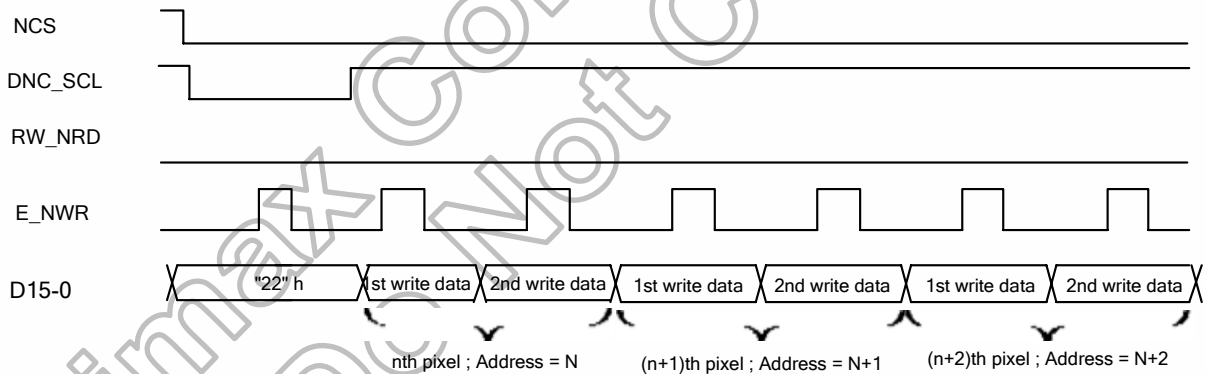 NCS
DNC_SCL
RW_NRD
E_NWR
D15-0 "22" h 1st write data 2nd write data 1st write data 2nd write data 1st write data 2nd write data
nth pixel ; Address = N (n+1)th pixel ; Address = N+1 (n+2)th pixel ; Address = N+2